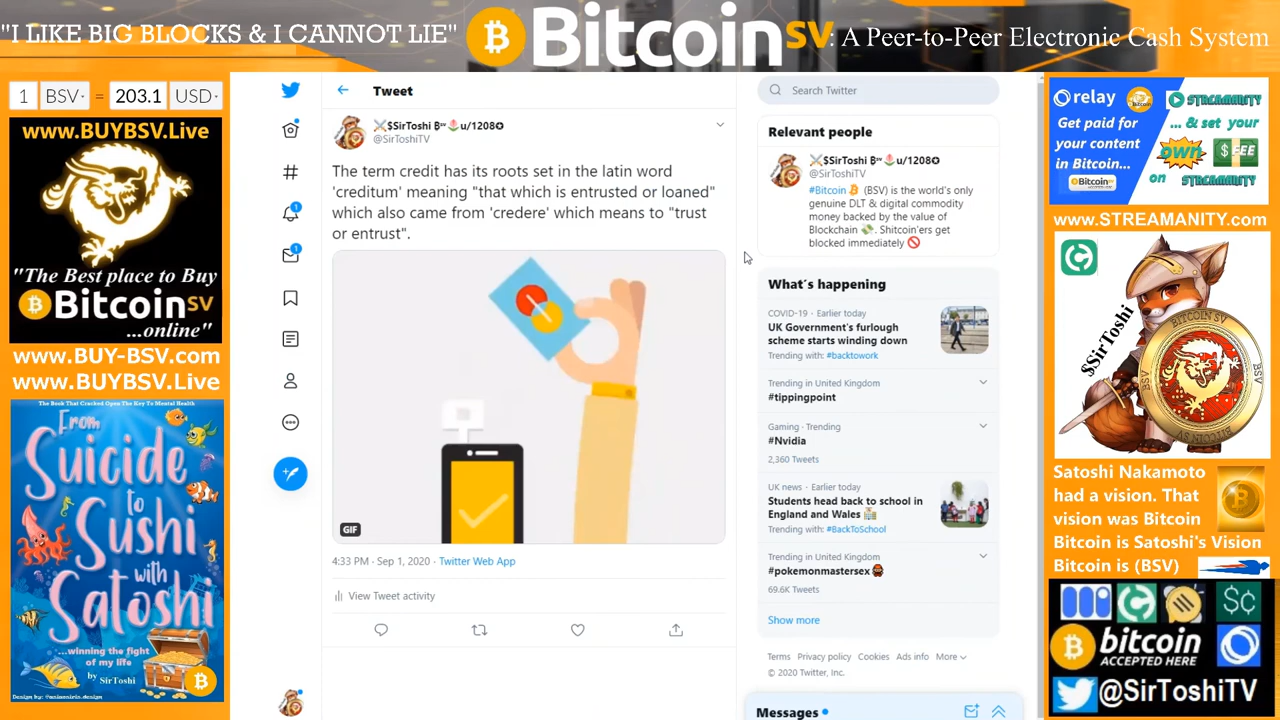 "I LIKE BIG BLOCKS & I CANNOT LIE"
BitcoinSV: A Peer-to-Peer Electronic Cash System
1 BSV = 203.1 USD
www.BUYBSV.Live
"The Best place to Buy
BitcoinSV
...online"
www.BUY-BSV.com
www.BUYBSV.Live
The Book That Cracked Open The Key To Mental Health
From
Suicide
to
Sushi
with
Satoshi
...winning the fight
of my life
by SirToshi
Tweet
$SirToshi
@SirToshiTV
The term credit has its roots set in the latin word
'creditum' meaning "that which is entrusted or loaned"
which also came from 'credere' which means to "trust
or entrust".
GIF
4:33 PM · Sep 1, 2020 · Twitter Web App
View Tweet activity
Search Twitter
Relevant people
$SirToshi
@SirToshiTV
#Bitcoin (BSV) is the world's only
genuine DLT & digital commodity
money backed by the value of
Blockchain . Shitcoin'ers get
blocked immediately
What's happening
COVID-19 · Earlier today
UK Government's furlough
scheme starts winding down
Trending with: #backtowork
Trending in United Kingdom
#tippingpoint
Gaming · Trending
#Nvidia
2,360 Tweets
UK news · Earlier today
Students head back to school in
England and Wales
Trending with: #BackToSchool
Trending in United Kingdom
#pokemonmastersex
69.6K Tweets
Show more
Terms Privacy policy Cookies Ads info More
© 2020 Twitter, Inc.
Messages
relay
Get paid for
your content
in Bitcoin...
STREAMANITY
... & set your
own $FEE
on STREAMANITY
www.STREAMANITY.com
$SirToshi
BITCOIN SV
BSV
Satoshi Nakamoto
had a vision. That
vision was Bitcoin
Bitcoin is Satoshi's Vision
Bitcoin is (BSV)
bitcoin
ACCEPTED HERE
@SirToshiTV